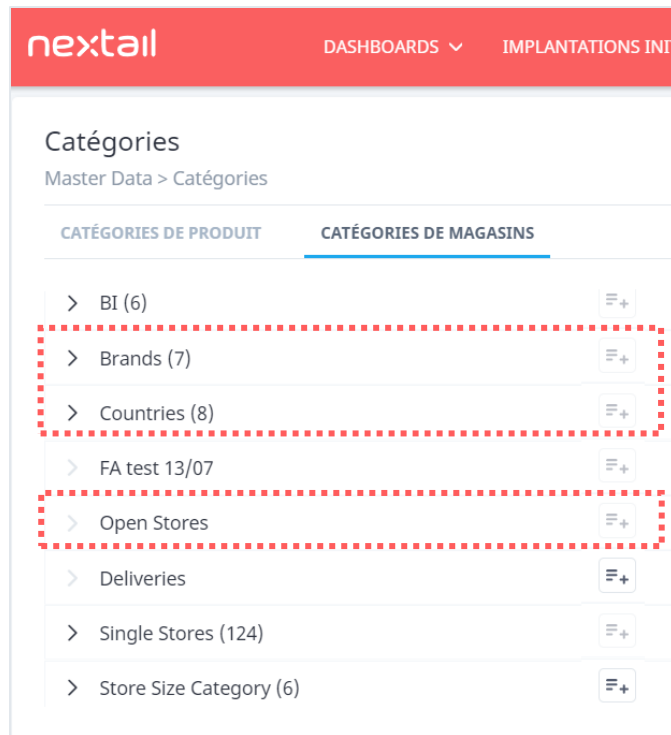 nextail
DASHBOARDS IMPLANTATIONS INI
Catégories
Master Data > Catégories
CATÉGORIES DE PRODUIT CATÉGORIES DE MAGASINS
BI (6)
Brands (7)
Countries (8)
FA test 13/07
Open Stores
Deliveries
Single Stores (124)
Store Size Category (6)